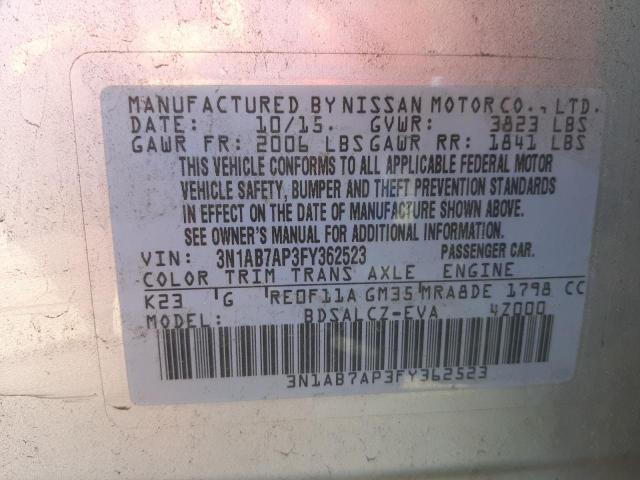 MANUFACTURED BY NISSAN MOTOR CO., LTD.
DATE: 10/15. GVWR: 3823 LBS
GAWR FR: 2006 LBS GAWR RR: 1841 LBS
THIS VEHICLE CONFORMS TO ALL APPLICABLE FEDERAL MOTOR
VEHICLE SAFETY, BUMPER AND THEFT PREVENTION STANDARDS
IN EFFECT ON THE DATE OF MANUFACTURE SHOWN ABOVE.
SEE OWNER'S MANUAL FOR ADDITIONAL INFORMATION.
VIN: 3N1AB7AP3FY362523 PASSENGER CAR.
COLOR TRIM TRANS AXLE ENGINE
K23 G RE0F11A GM35 MRA8DE 1798 CC
MODEL: BDSALCZ-EVA 4Z000
3N1AB7AP3FY362523